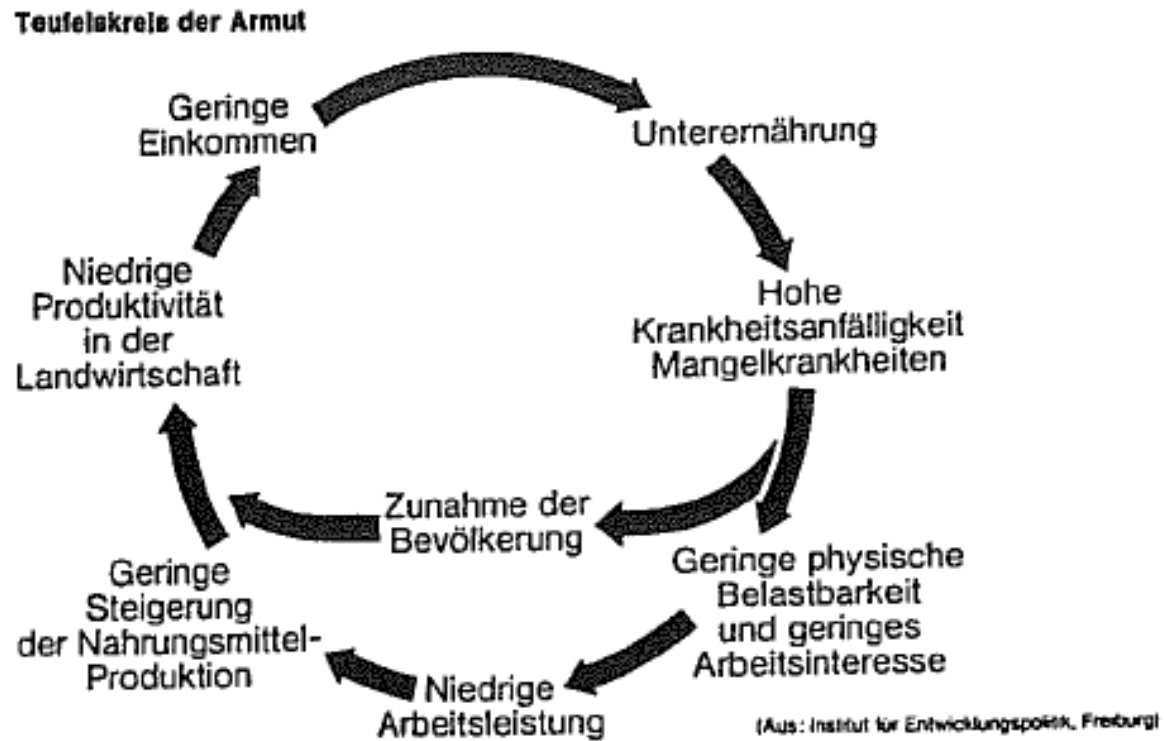 Teufelskreis der Armut
Geringe
Einkommen
Unterernährung
Hohe
Krankheitsanfälligkeit
Mangelkrankheiten
Niedrige
Produktivität
in der
Landwirtschaft
Zunahme der
Bevölkerung
Geringe physische
Belastbarkeit
und geringes
Arbeitsinteresse
Geringe
Steigerung
der Nahrungsmittel-
Produktion
Niedrige
Arbeitsleistung
(Aus: Institut für Entwicklungspolitik, Freiburg)